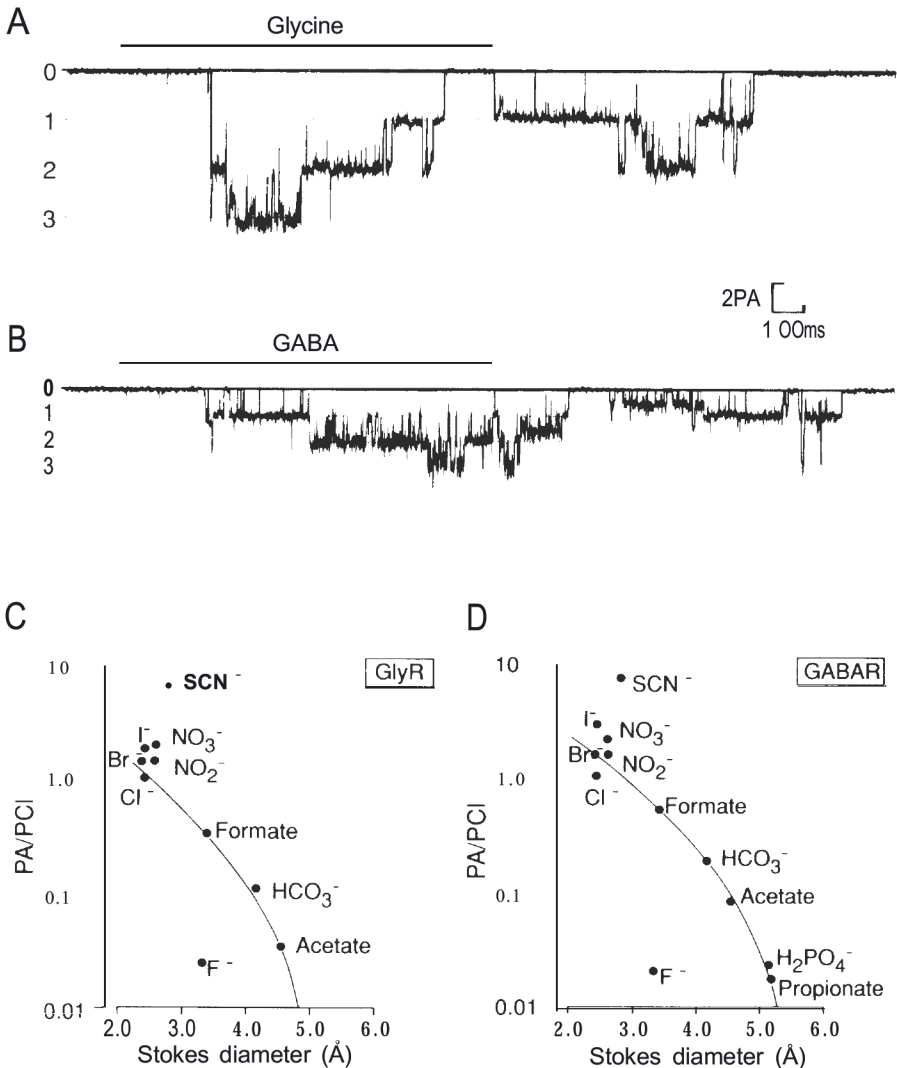 A
Glycine
0
1
2
3
2PA
1 00ms
B
GABA
0
1
2
3
C
10
1.0
0.1
0.01
PA/PCl
SCN -
GlyR
I-
NO3-
Br -
NO2-
Cl -
Formate
HCO3-
Acetate
F -
2.0 3.0 4.0 5.0 6.0
Stokes diameter (Å)
D
10
1.0
0.1
0.01
PA/PCl
SCN -
GABAR
I-
NO3-
Br -
NO2-
Cl -
Formate
HCO3-
Acetate
H2PO4-
F -
Propionate
2.0 3.0 4.0 5.0 6.0
Stokes diameter (Å)